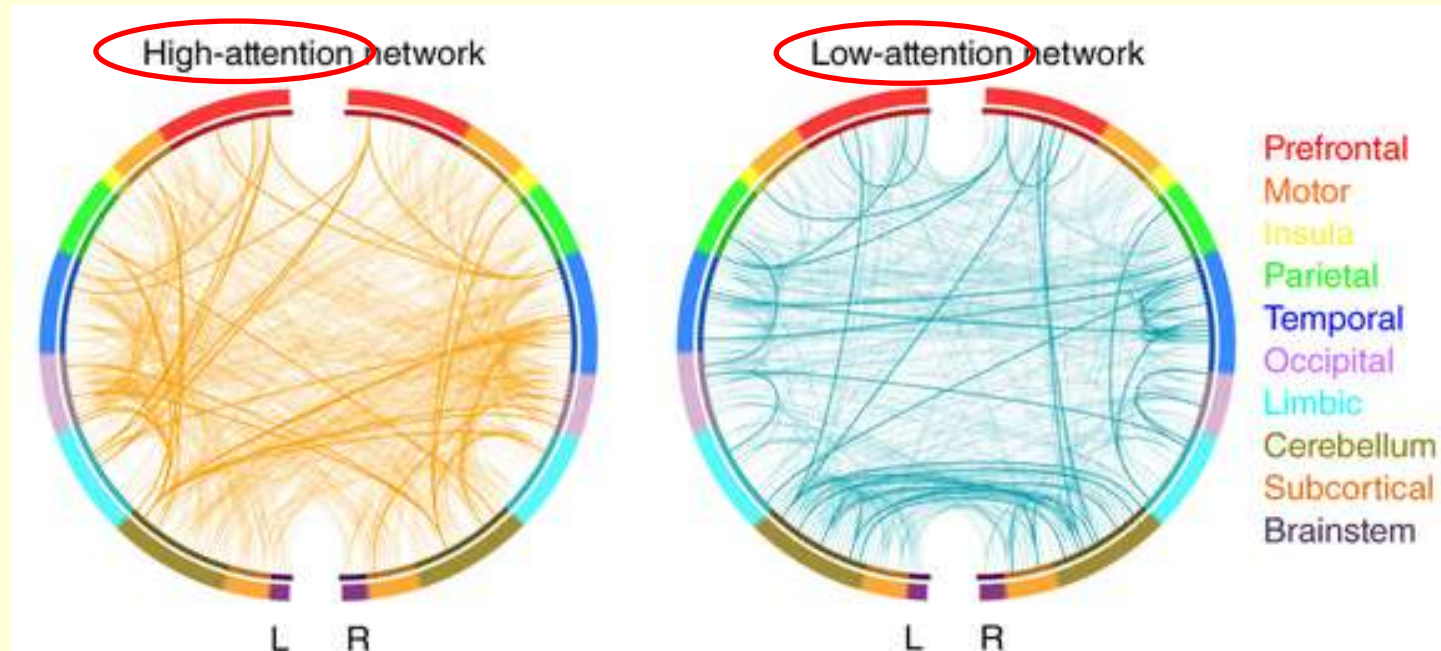 High-attention network
Low-attention network
Prefrontal
Motor
Insula
Parietal
Temporal
Occipital
Limbic
Cerebellum
Subcortical
Brainstem
L R
L R